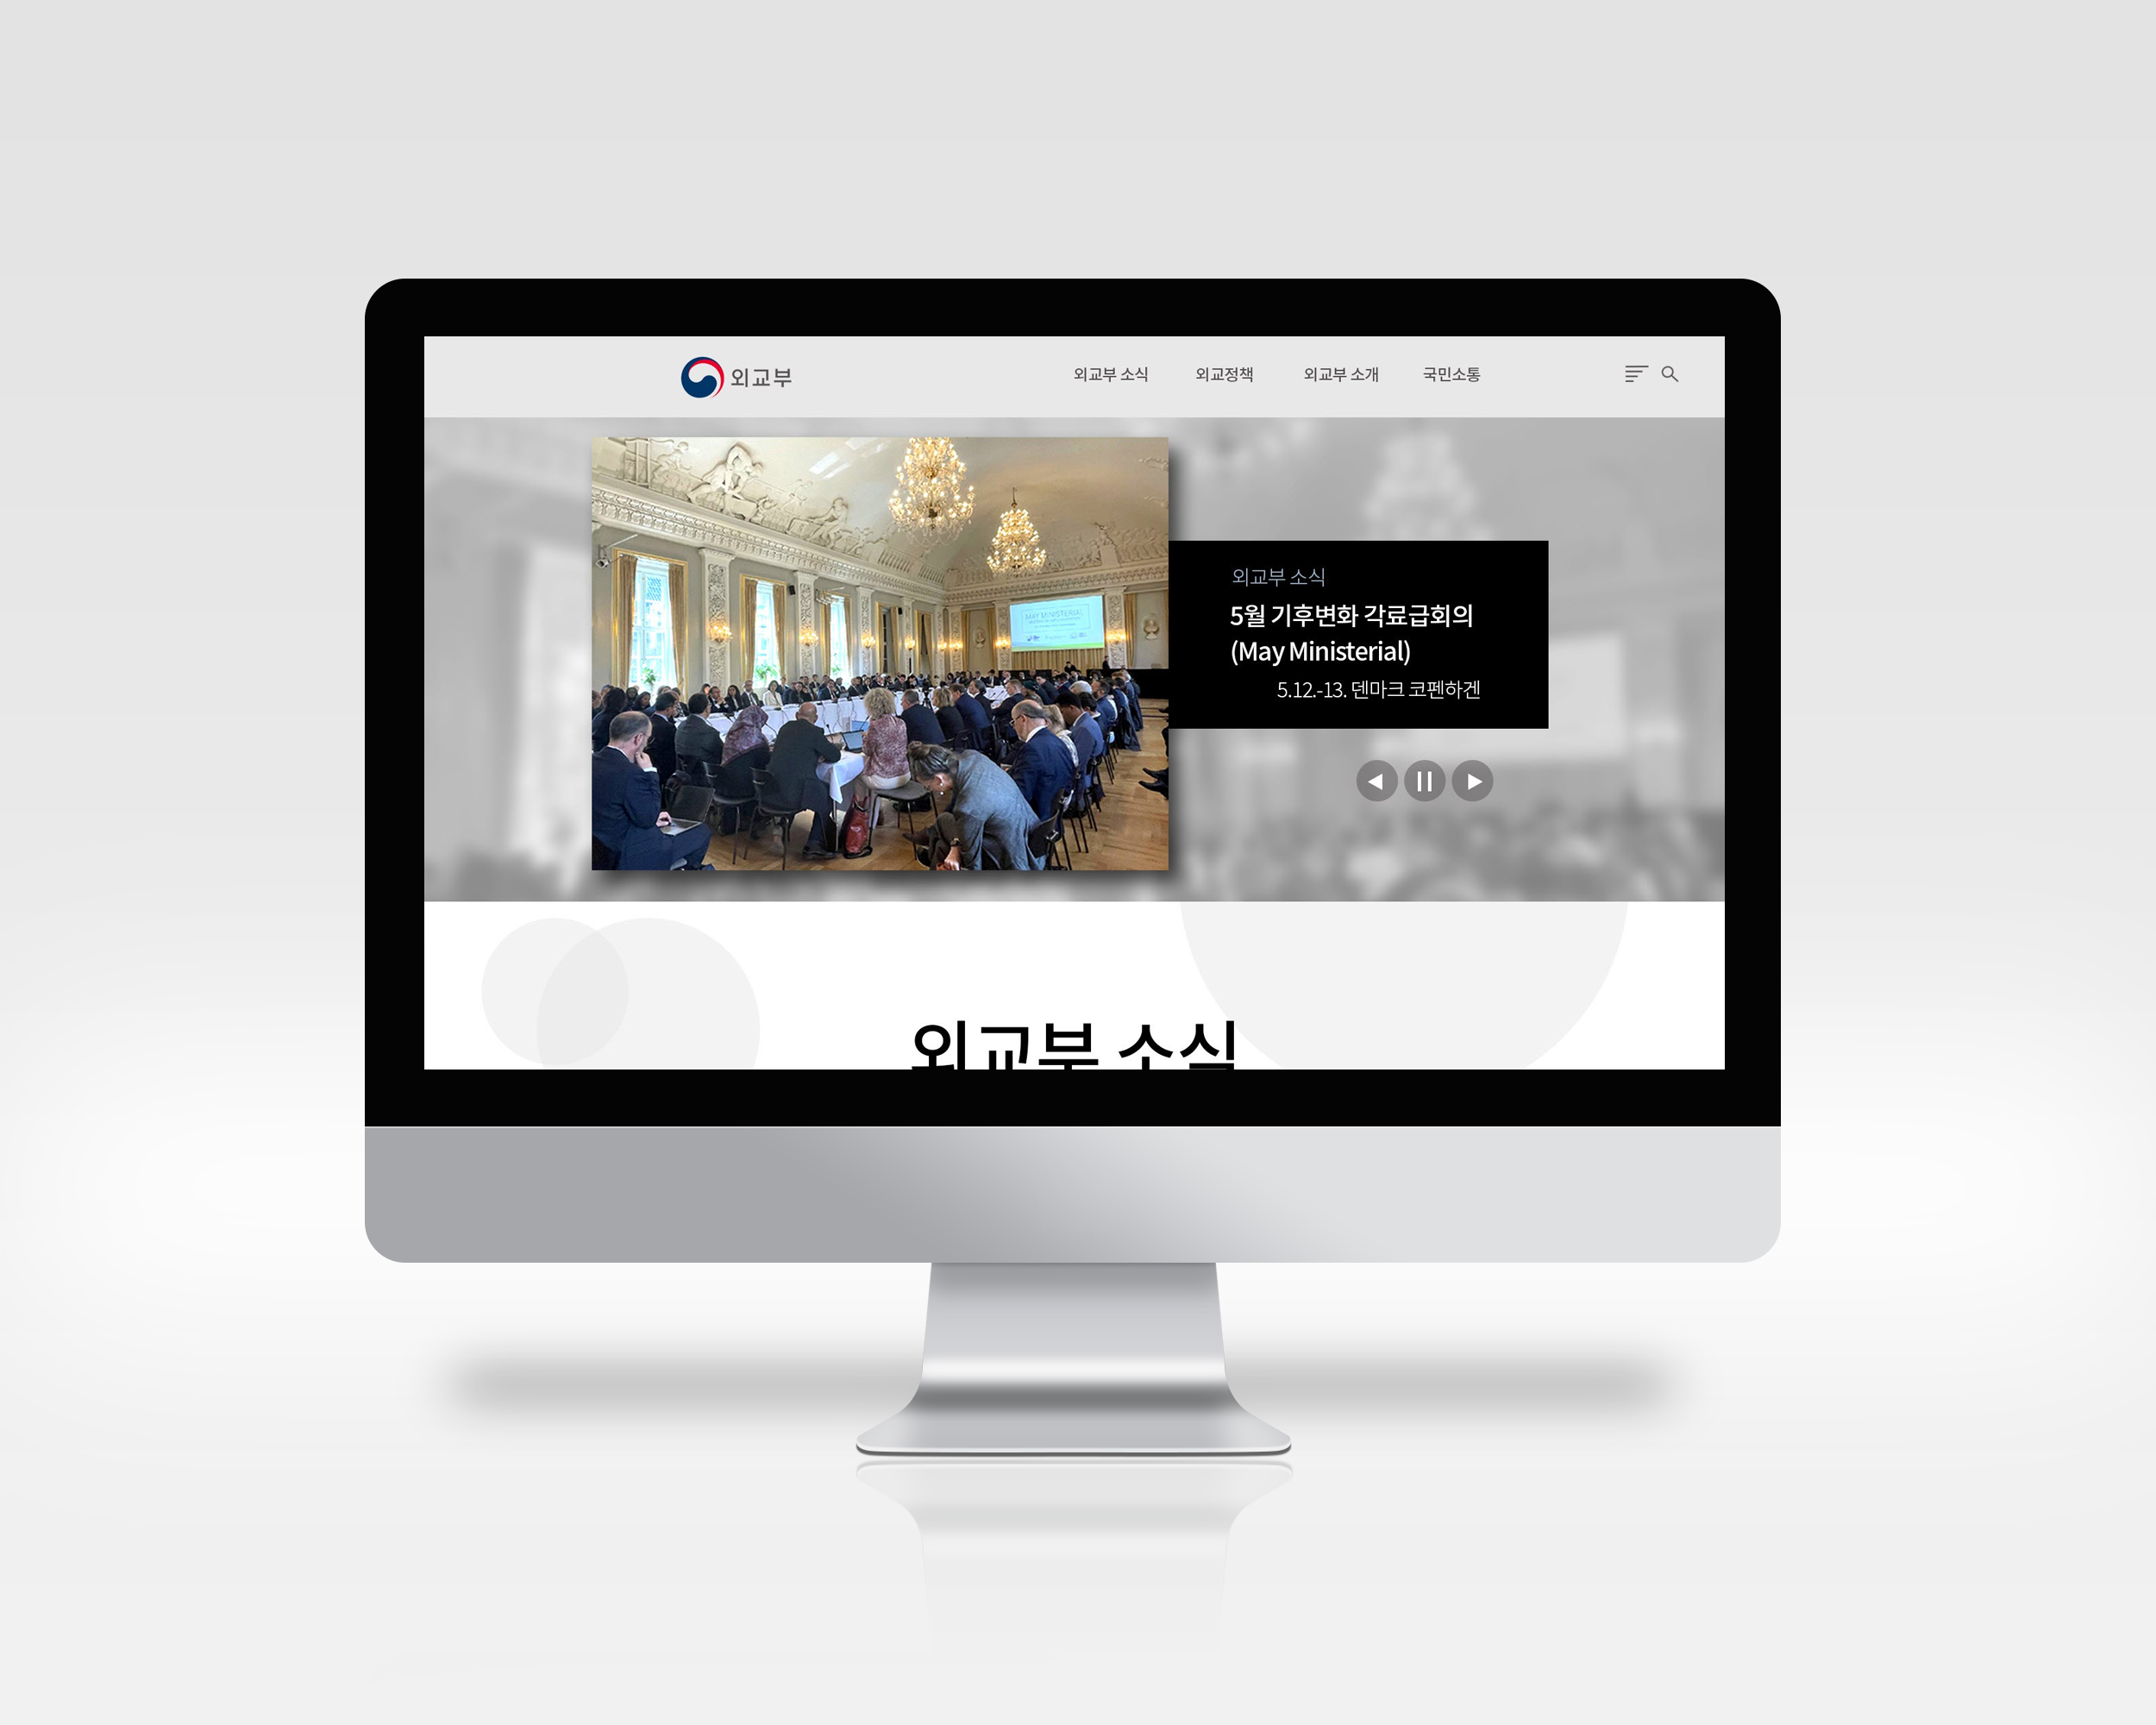 외교부
외교부 소식
외교정책
외교부 소개
국민소통
MAY MINISTERIAL
외교부 소식
5월 기후변화 각료급회의
(May Ministerial)
5.12.-13. 덴마크 코펜하겐
외교부 소식